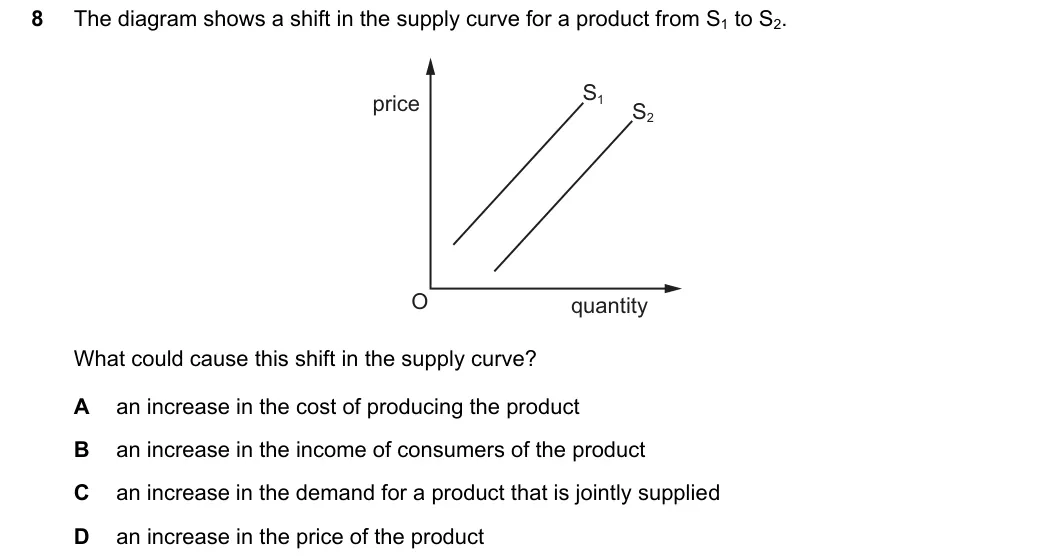 8 The diagram shows a shift in the supply curve for a product from S₁ to S₂.
price
S₁
S₂
O
quantity
What could cause this shift in the supply curve?
A an increase in the cost of producing the product
B an increase in the income of consumers of the product
C an increase in the demand for a product that is jointly supplied
D an increase in the price of the product